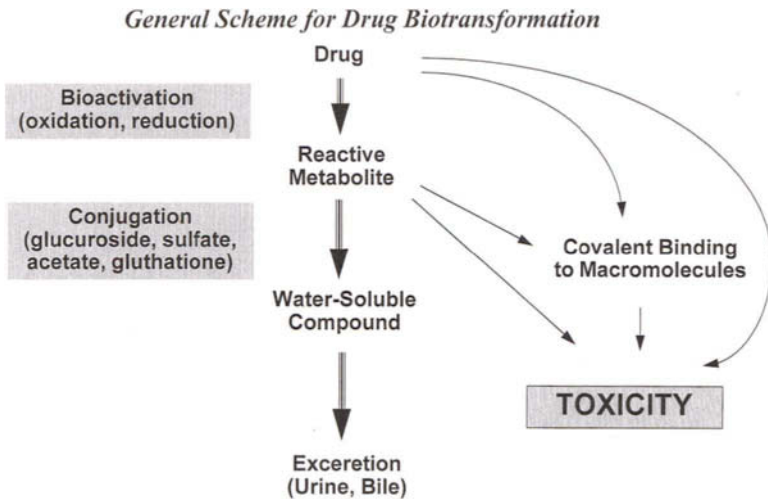 General Scheme for Drug Biotransformation
Drug
Bioactivation
(oxidation, reduction)
Reactive
Metabolite
Conjugation
(glucuroside, sulfate,
acetate, gluthatione)
Covalent Binding
to Macromolecules
Water-Soluble
Compound
TOXICITY
Exceretion
(Urine, Bile)